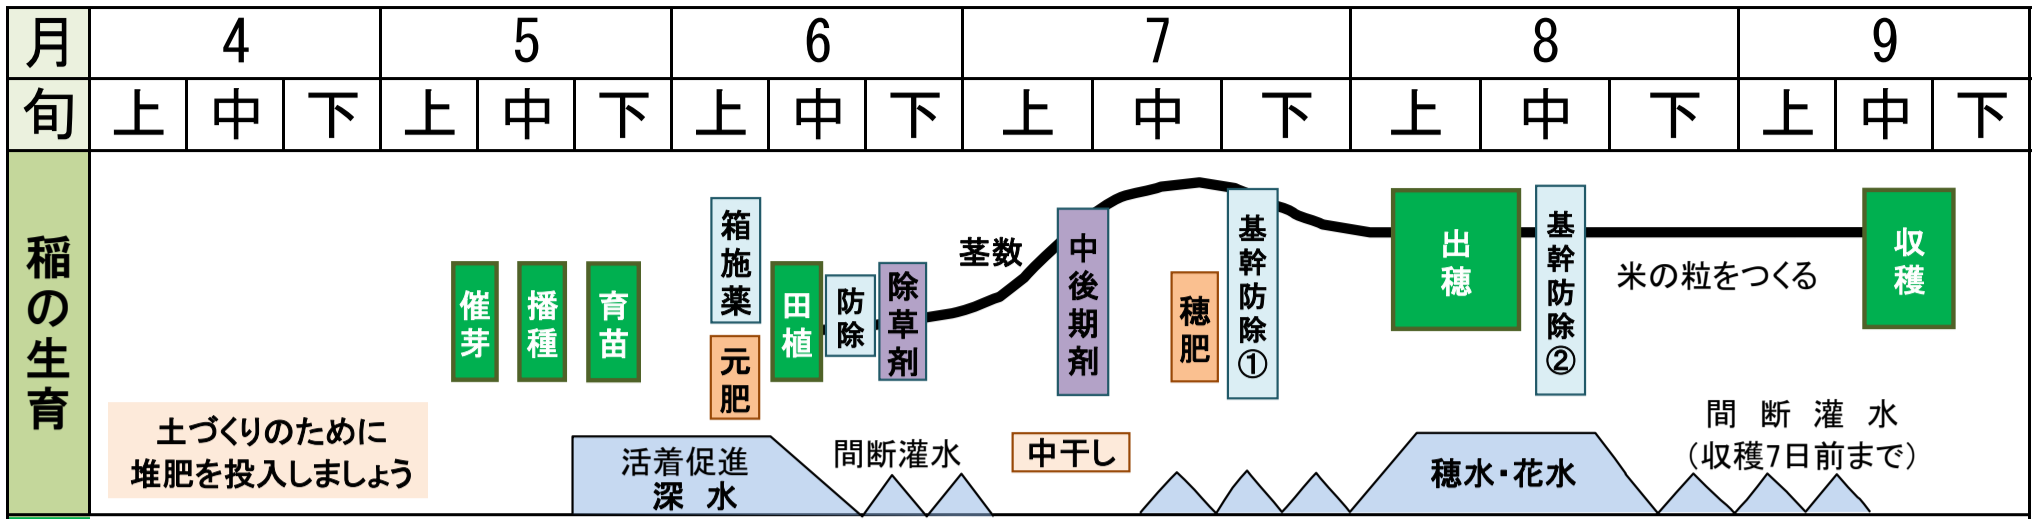 月 4 5 6 7 8 9
旬 上 中 下 上 中 下 上 中 下 上 中 下 上 中 下 上 中 下
稲の生育
催芽
播種
育苗
箱施薬
元肥
田植
防除
除草剤
茎数
中後期剤
穂肥
基幹防除①
出穂
基幹防除②
米の粒をつくる
収穫
土づくりのために
堆肥を投入しましょう
活着促進
深 水
間断灌水
中干し
穂水・花水
間 断 灌 水
(収穫7日前まで)